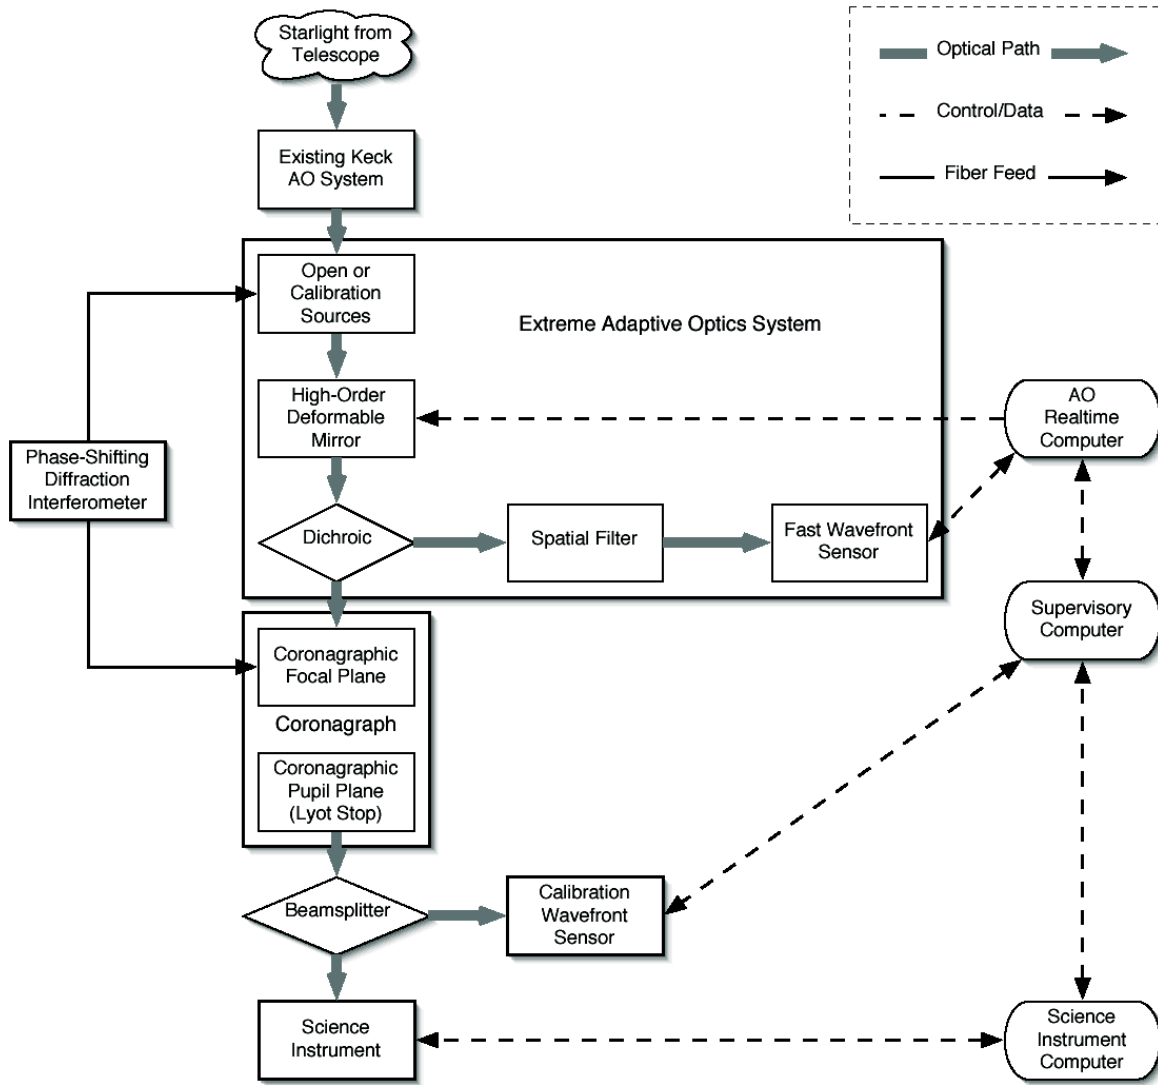 Starlight from
Telescope
Optical Path
Control/Data
Fiber Feed
Existing Keck
AO System
Open or
Calibration
Sources
Extreme Adaptive Optics System
High-Order
Deformable
Mirror
AO
Realtime
Computer
Phase-Shifting
Diffraction
Interferometer
Dichroic
Spatial Filter
Fast Wavefront
Sensor
Supervisory
Computer
Coronagraphic
Focal Plane
Coronagraph
Coronagraphic
Pupil Plane
(Lyot Stop)
Beamsplitter
Calibration
Wavefront
Sensor
Science
Instrument
Science
Instrument
Computer